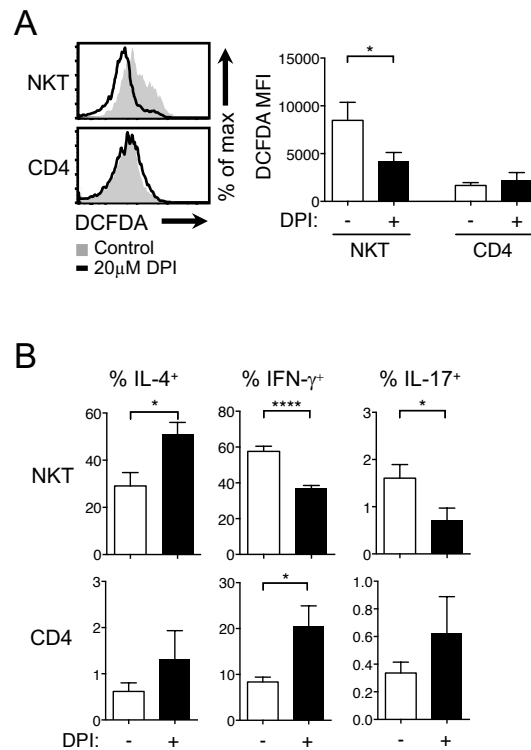 A
NKT
CD4
% of max
DCFDA
Control
20µM DPI
DCFDA MFI
15000
10000
5000
0
*
DPI: - + - +
NKT CD4
B
% IL-4⁺ % IFN-γ⁺ % IL-17⁺
NKT
60
40
20
0
*
80
60
40
20
0
****
3
2
1
0
*
CD4
3
2
1
0
30
20
10
0
*
1.0
0.8
0.6
0.4
0.2
0.0
DPI: - + - + - +